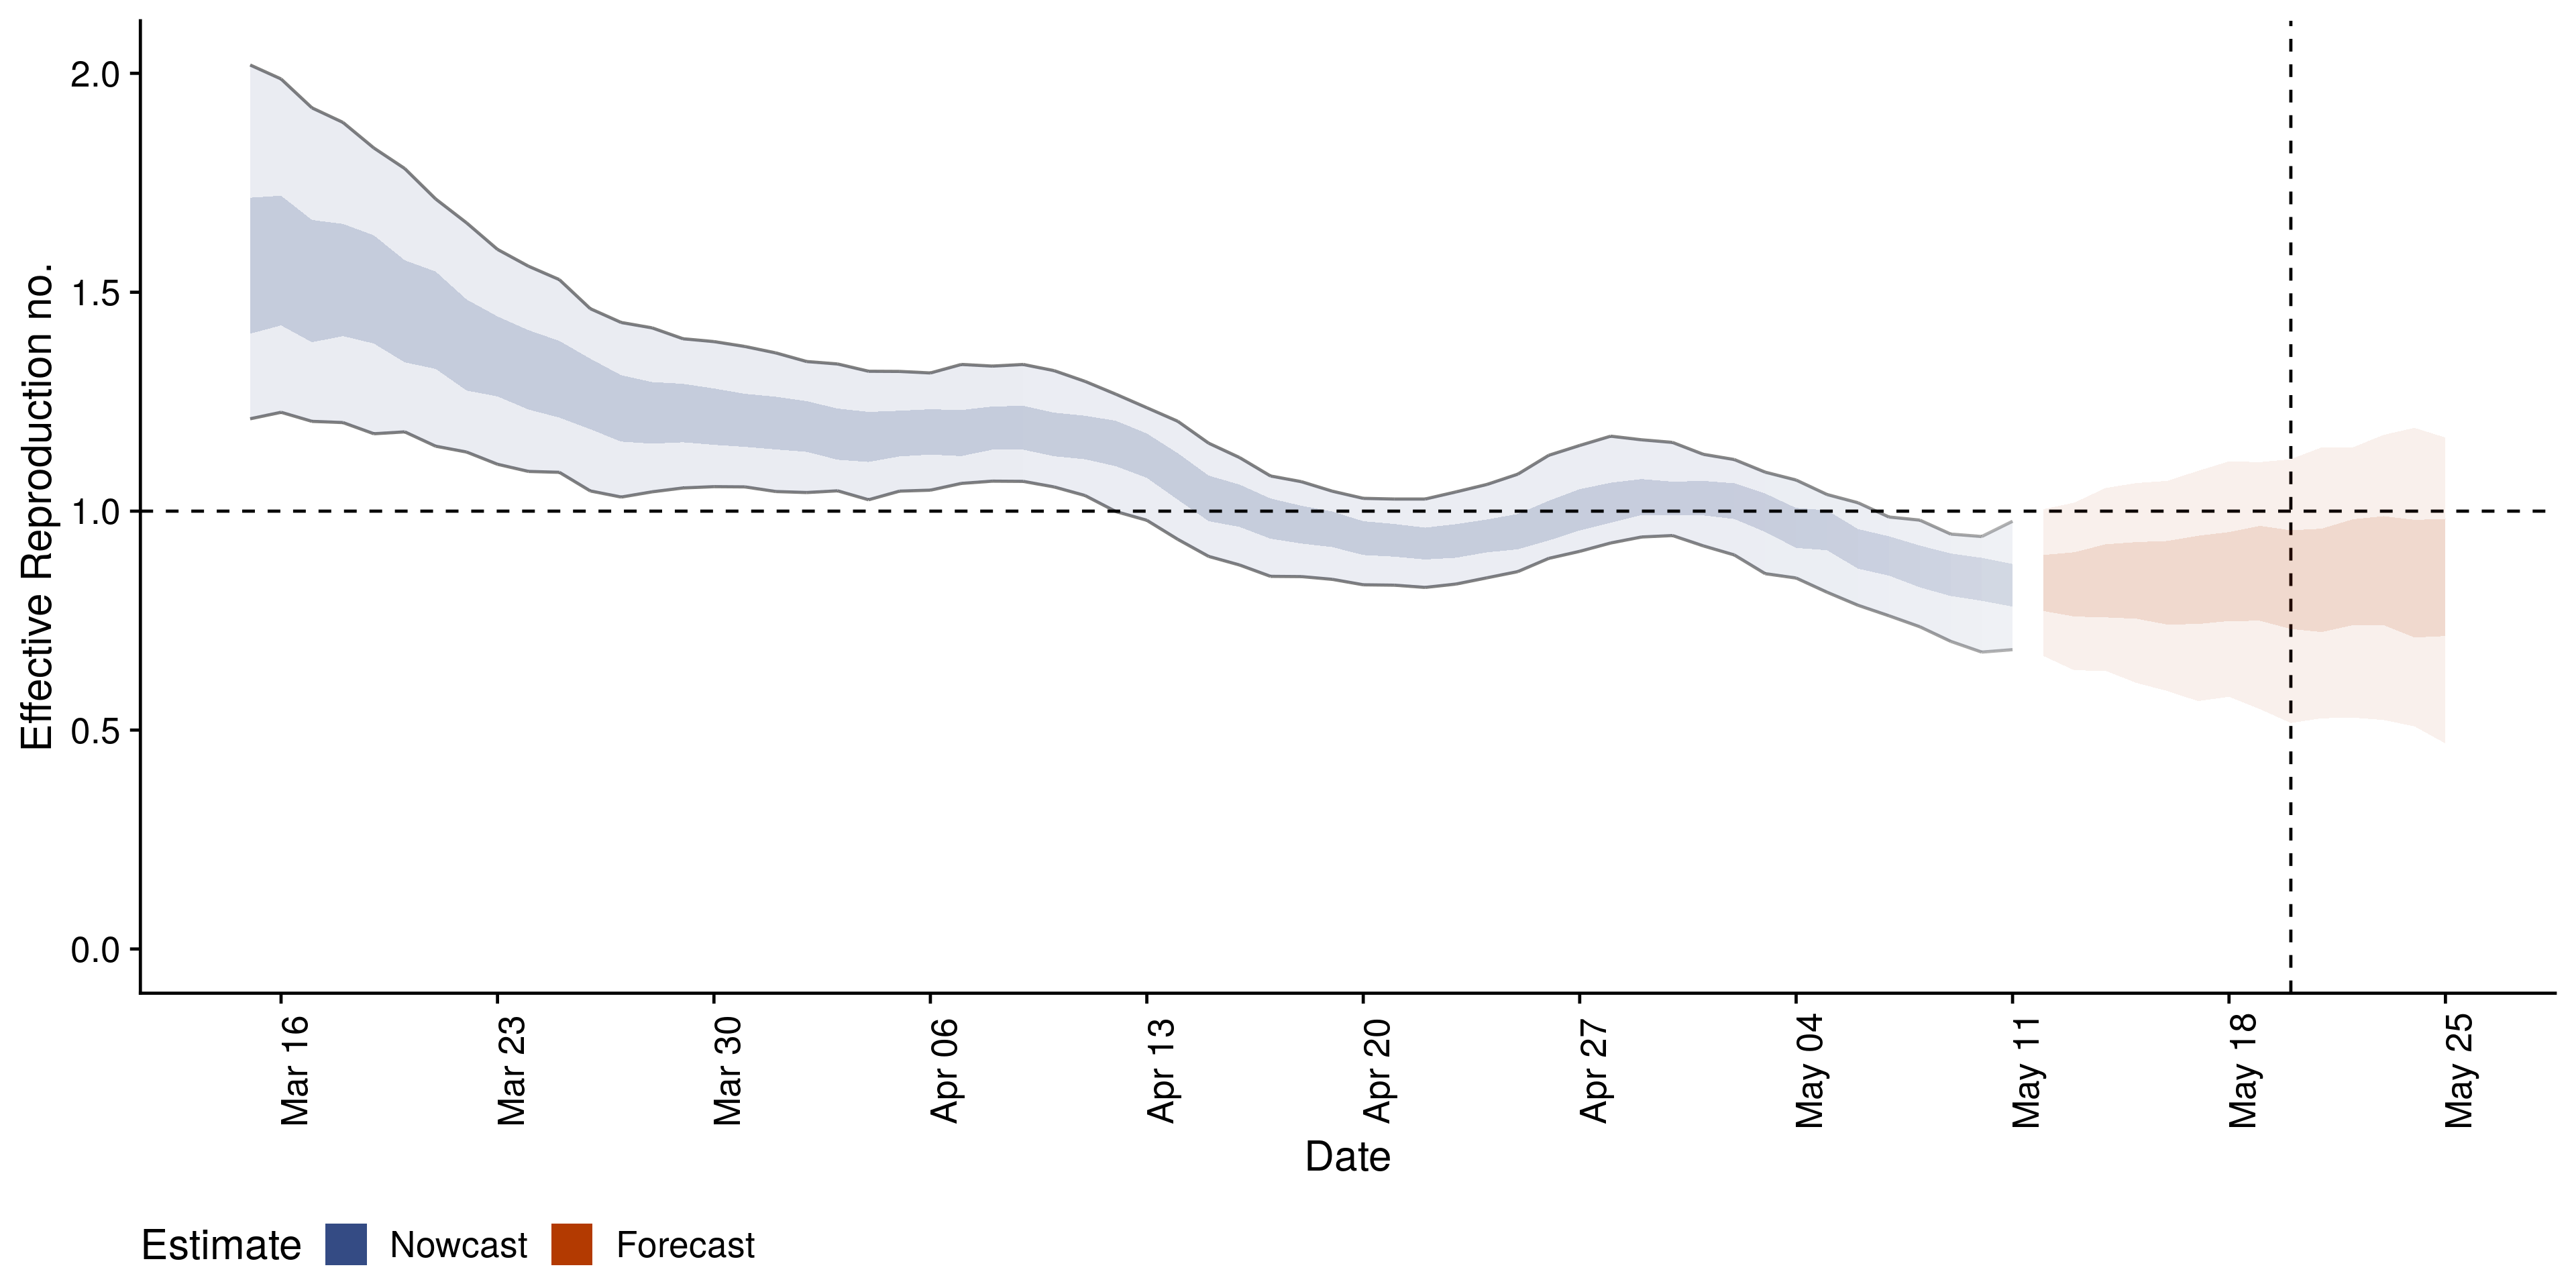 Effective Reproduction no.
2.0
1.5
1.0
0.5
0.0
Mar 16
Mar 23
Mar 30
Apr 06
Apr 13
Apr 20
Apr 27
May 04
May 11
May 18
May 25
Date
Estimate Nowcast Forecast